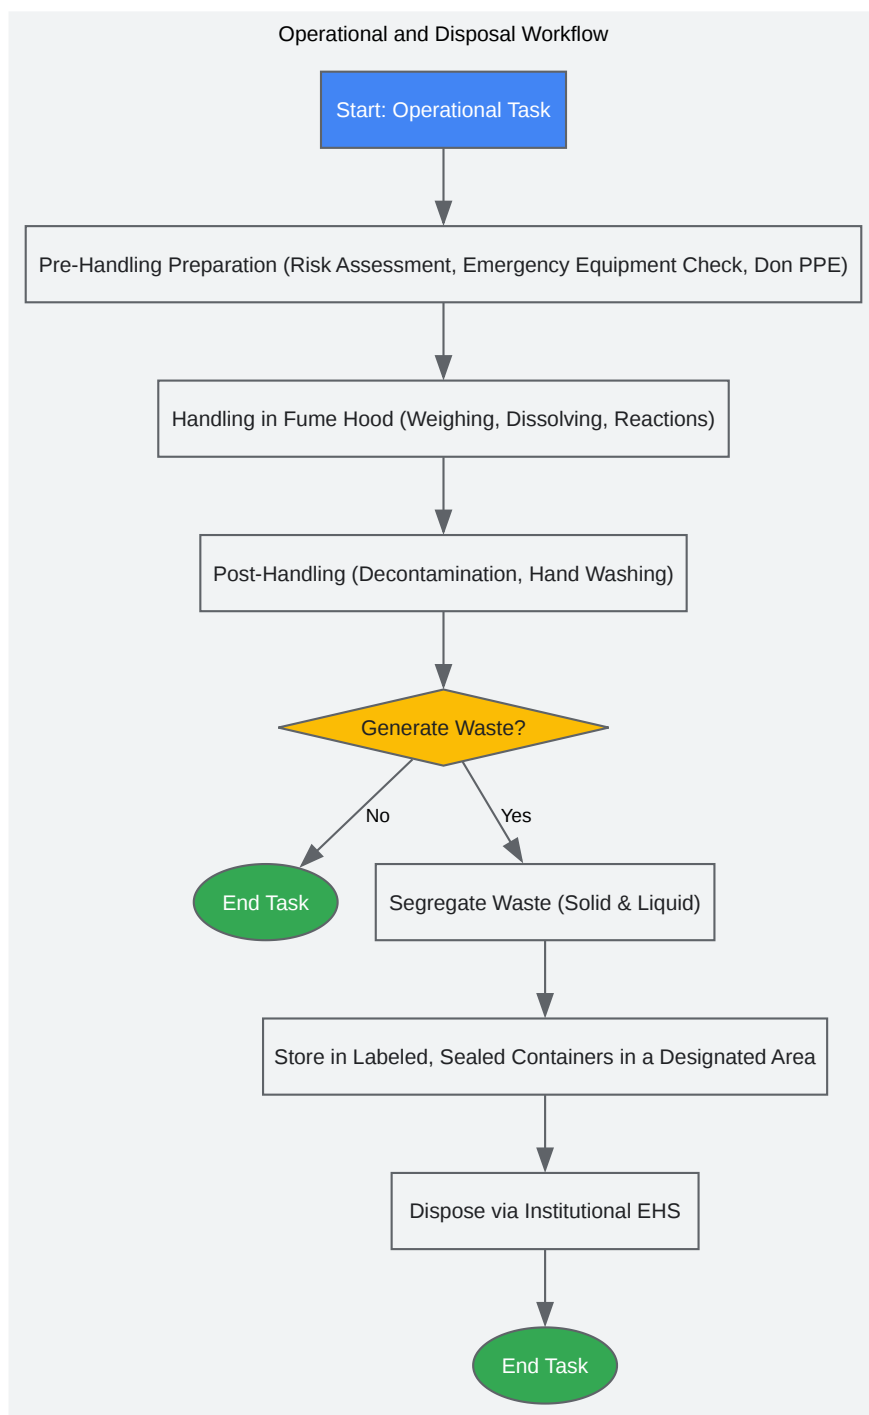 Operational and Disposal Workflow
Start: Operational Task
Pre-Handling Preparation (Risk Assessment, Emergency Equipment Check, Don PPE)
Handling in Fume Hood (Weighing, Dissolving, Reactions)
Post-Handling (Decontamination, Hand Washing)
Generate Waste?
No
Yes
End Task
Segregate Waste (Solid & Liquid)
Store in Labeled, Sealed Containers in a Designated Area
Dispose via Institutional EHS
End Task